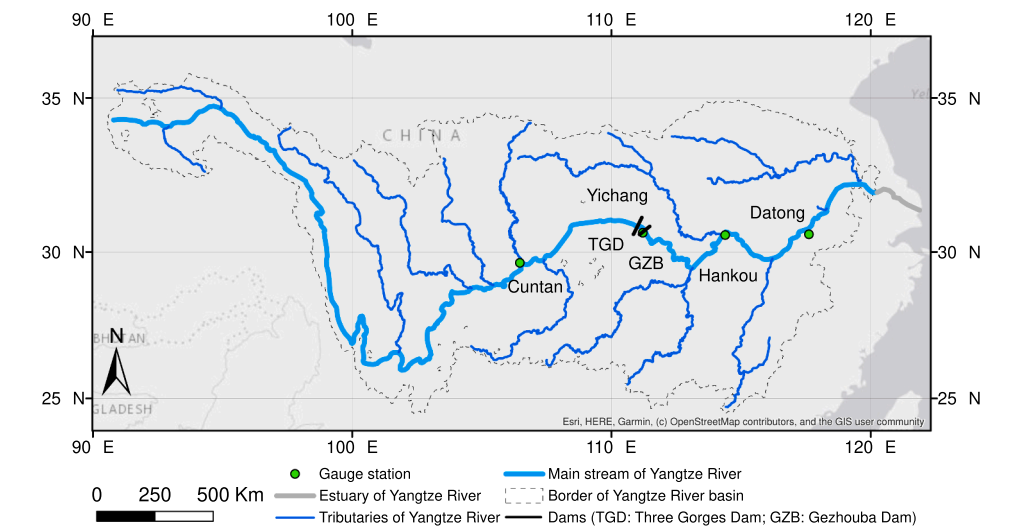 90 E 100 E 110 E 120 E
35 N 35 N
CHINA
Yichang
Datong
30 N 30 N
TGD
GZB
Hankou
Cuntan
BHUTAN
N
GLADESH
25 N 25 N
Esri, HERE, Garmin, (c) OpenStreetMap contributors, and the GIS user community
90 E 100 E 110 E 120 E
Gauge station Main stream of Yangtze River
0 250 500 Km Estuary of Yangtze River Border of Yangtze River basin
Tributaries of Yangtze River Dams (TGD: Three Gorges Dam; GZB: Gezhouba Dam)